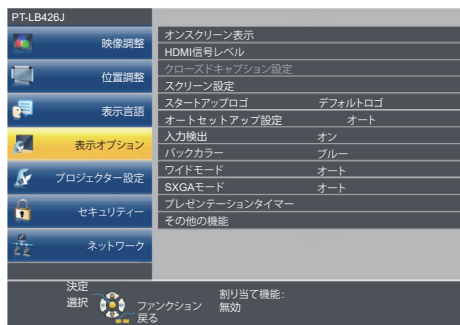 PT-LB426J
映像調整
位置調整
表示言語
表示オプション
プロジェクター設定
セキュリティー
ネットワーク
オンスクリーン表示
HDMI信号レベル
クローズドキャプション設定
スクリーン設定
スタートアップロゴ デフォルトロゴ
オートセットアップ設定 オート
入力検出 オン
バックカラー ブルー
ワイドモード オート
SXGAモード オート
プレゼンテーションタイマー
その他の機能
決定
選択
ファンクション
戻る
割り当て機能:
無効